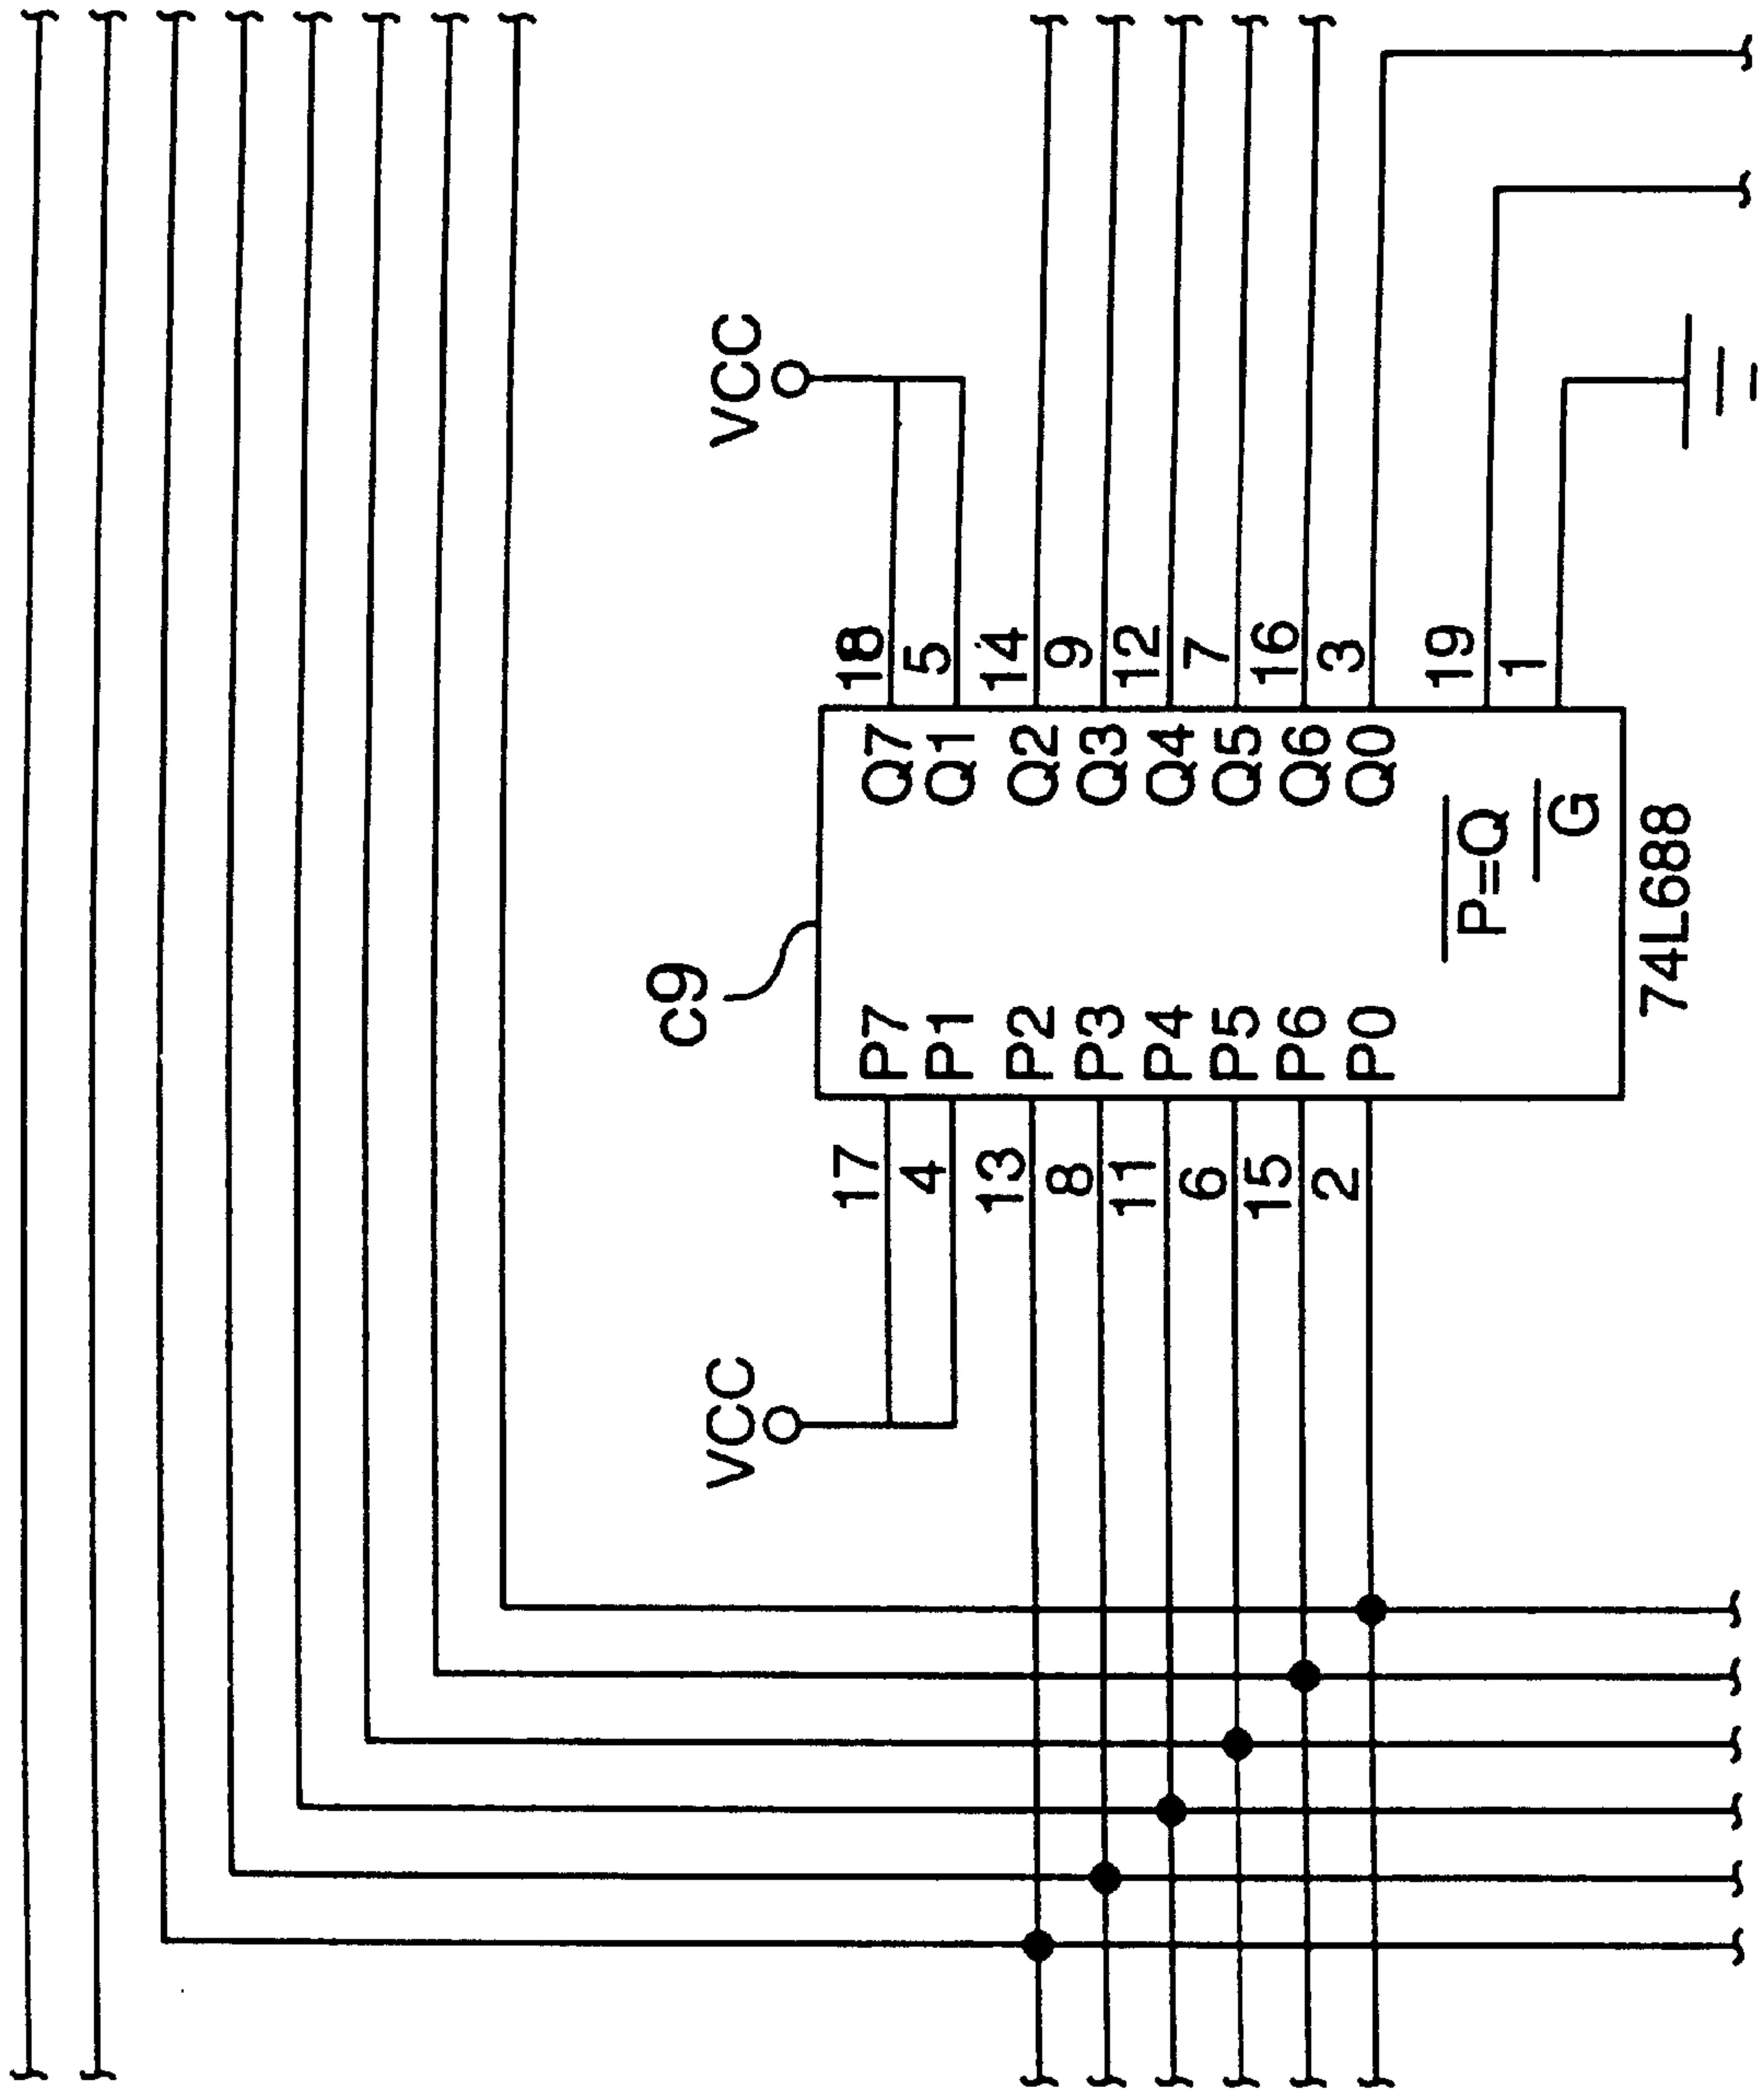 VCC
VCC
c9
17 P7 Q7 18
4 P1 Q1 5
13 P2 Q2 14
8 P3 Q3 9
11 P4 Q4 12
6 P5 Q5 7
15 P6 Q6 16
2 P0 Q0 3
P=Q 19
G 1
74L688